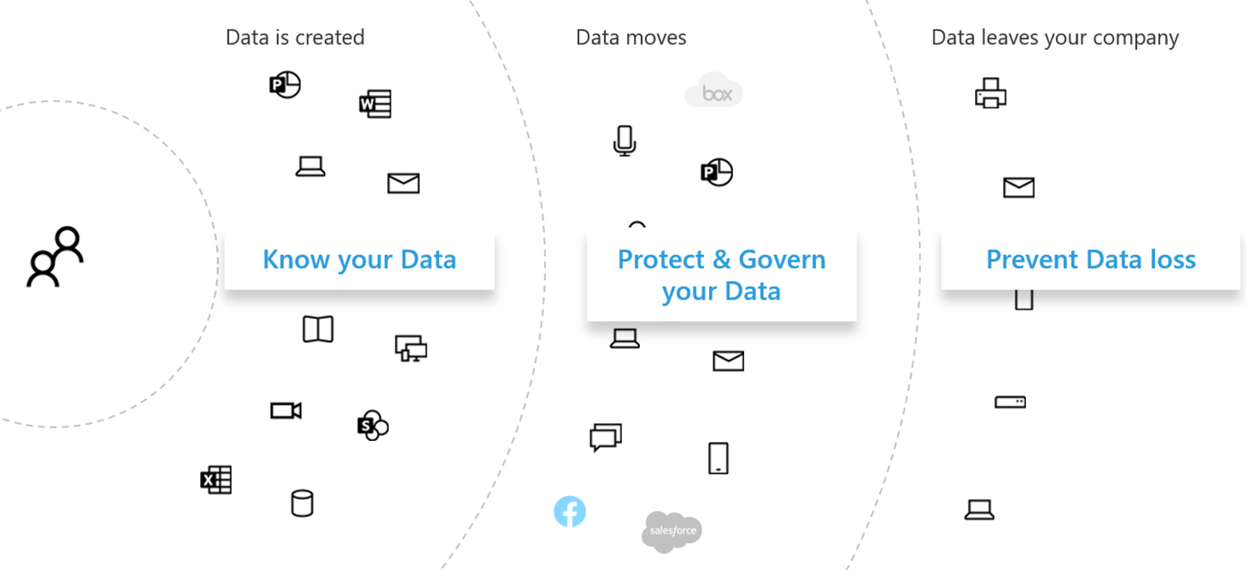 Data is created
Data moves
Data leaves your company
P
W
box
P
Know your Data
Protect & Govern
your Data
Prevent Data loss
S
X
salesforce